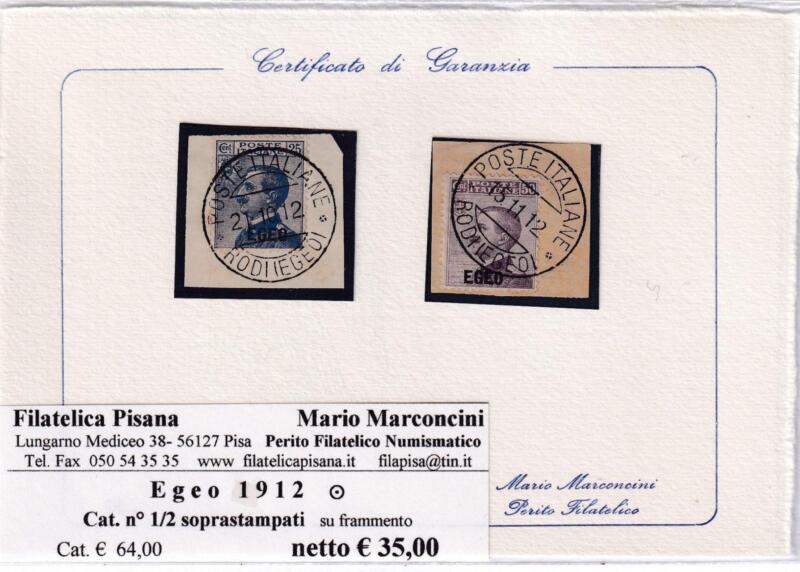 Certificato di Garanzia
Cent POSTE 25
ITALIANE
EGEO
POSTE ITALIANE
21.10.12
RODI (EGEO)
POSTE 50
ITALIANE
EGEO
POSTE ITALIANE
11.12
RODI (EGEO)
Filatelica Pisana Mario Marconcini
Lungarno Mediceo 38- 56127 Pisa Perito Filatelico Numismatico
Tel. Fax 050 54 35 35 www filatelicapisana.it filapisa@tin.it
Egeo 1912
Cat. n° 1/2 soprastampati su frammento
Cat. € 64,00 netto € 35,00
Mario Marconcini
Perito Filatelico